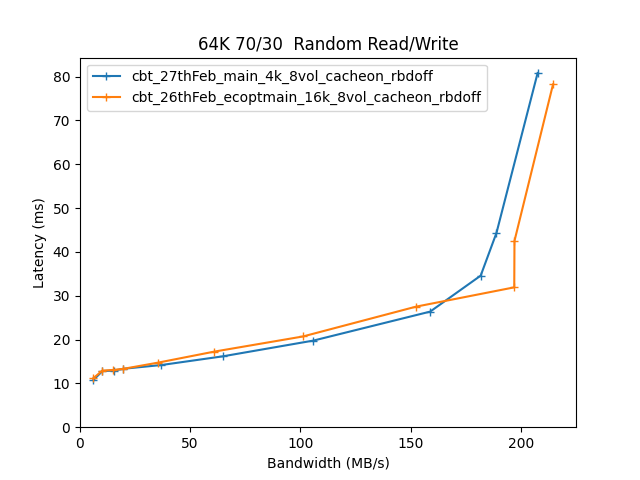 64K 70/30  Random Read/Write
cbt_27thFeb_main_4k_8vol_cacheon_rbdoff
cbt_26thFeb_ecoptmain_16k_8vol_cacheon_rbdoff
80
70
60
50
40
30
20
10
0
Latency (ms)
0 50 100 150 200
Bandwidth (MB/s)